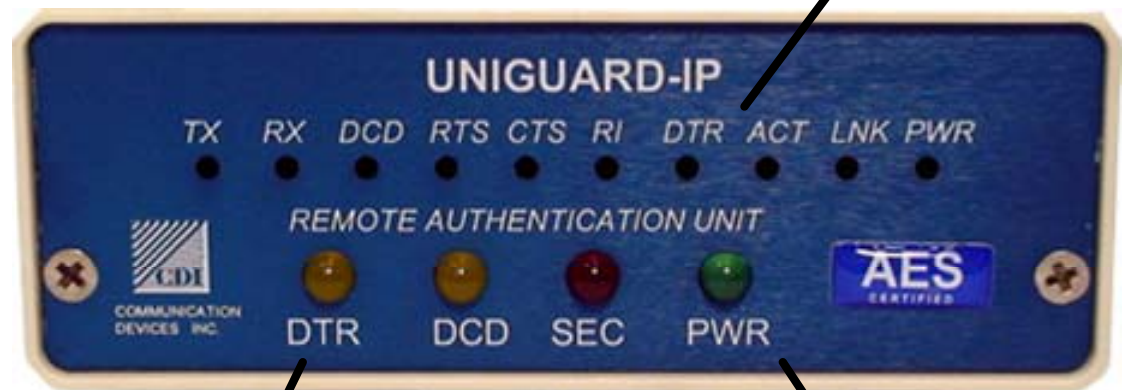 UNIGUARD-IP
TX RX DCD RTS CTS RI DTR ACT LNK PWR
REMOTE AUTHENTICATION UNIT
CDI
COMMUNICATION
DEVICES INC.
AES
CERTIFIED
DTR DCD SEC PWR